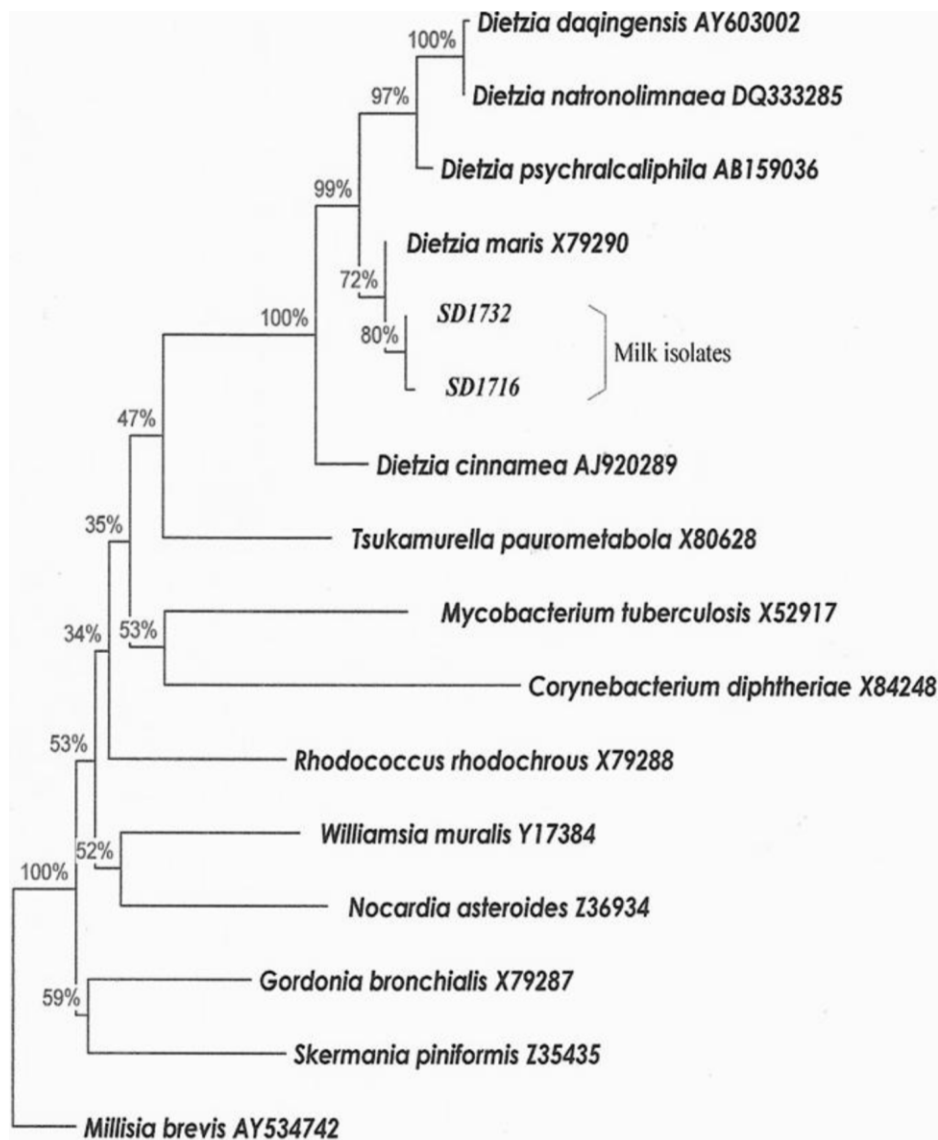 Dietzia daqingensis AY603002
100%
Dietzia natronolimnaea DQ333285
97%
Dietzia psychralcaliphila AB159036
99%
Dietzia maris X79290
72%
SD1732
100%
80%
Milk isolates
SD1716
47%
Dietzia cinnamea AJ920289
35%
Tsukamurella paurometabola X80628
Mycobacterium tuberculosis X52917
34%
53%
Corynebacterium diphtheriae X84248
53%
Rhodococcus rhodochrous X79288
Williamsia muralis Y17384
52%
100%
Nocardia asteroides Z36934
Gordonia bronchialis X79287
59%
Skermania piniformis Z35435
Millisia brevis AY534742